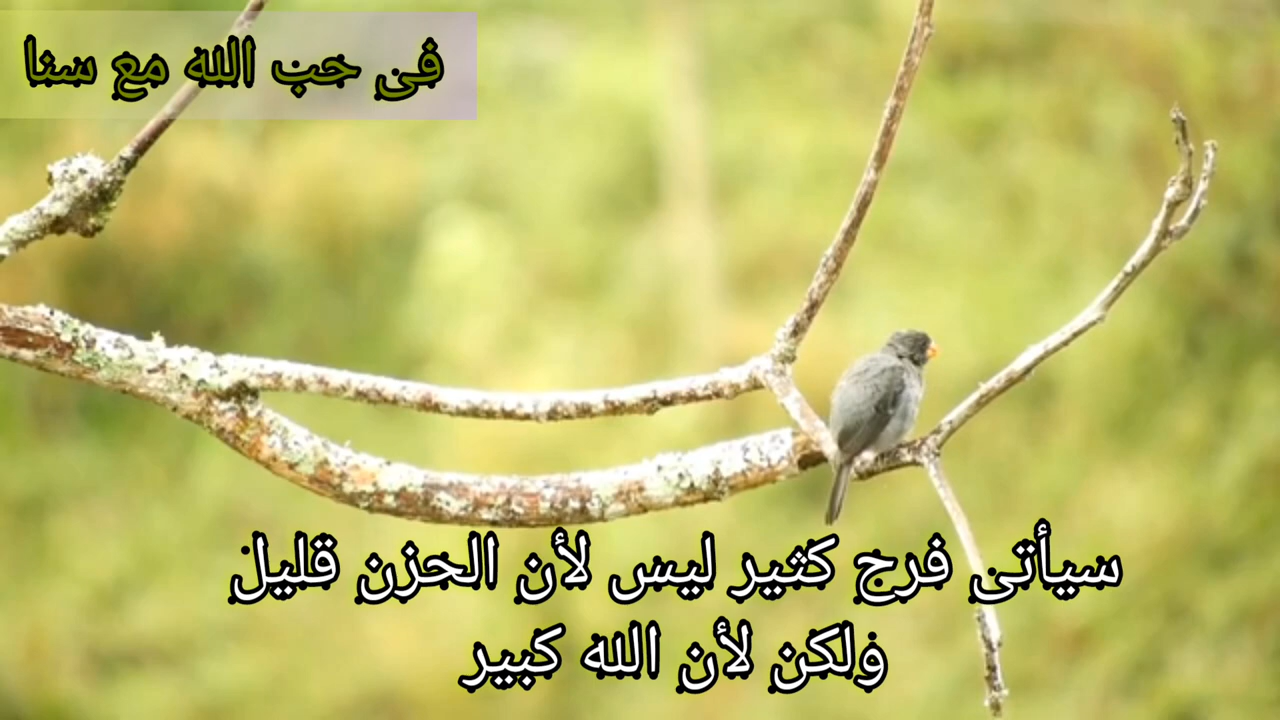 فى حب الله مع سنا
سيأتى فرج كثير ليس لأن الحزن قليل
ولكن لأن الله كبير